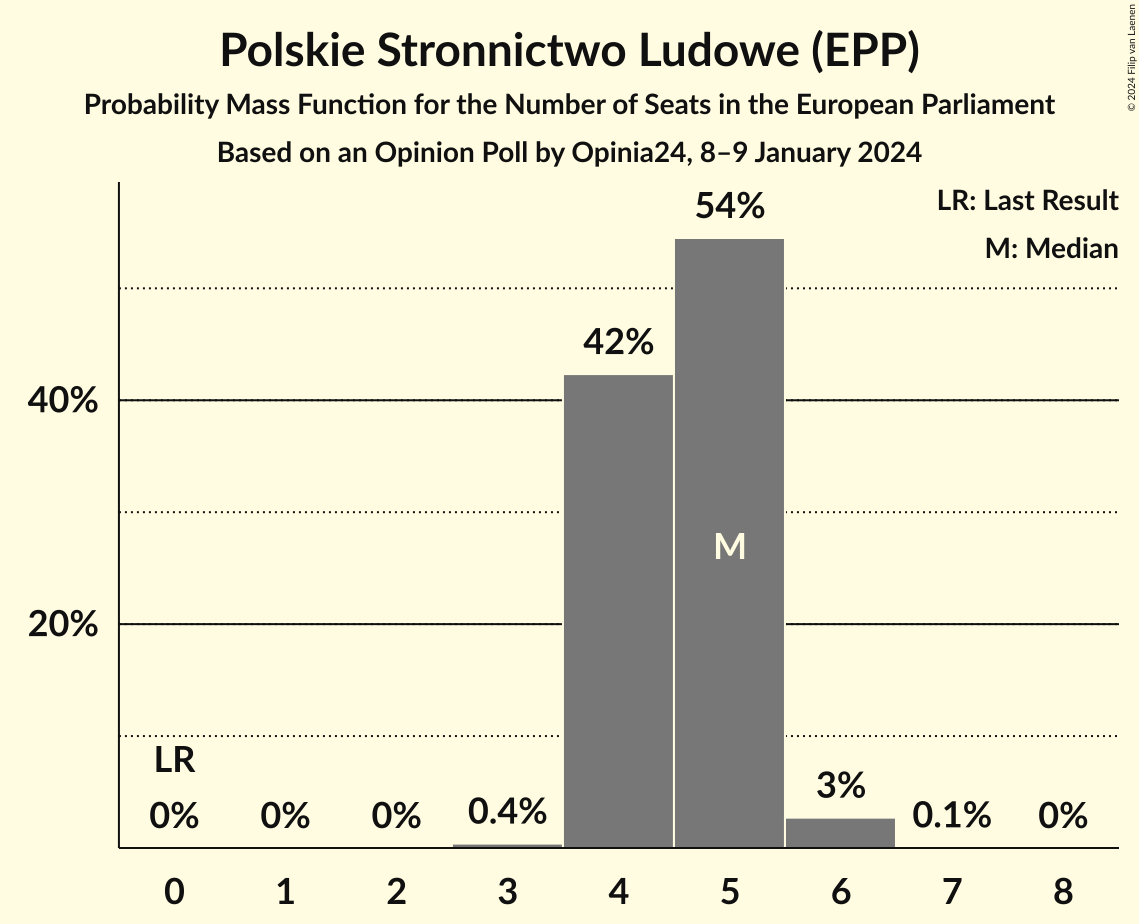 Polskie Stronnictwo Ludowe (EPP)
Probability Mass Function for the Number of Seats in the European Parliament
Based on an Opinion Poll by Opinia24, 8–9 January 2024
© 2024 Filip van Laenen
LR: Last Result
M: Median
54%
42%
40%
M
20%
LR
0% 0% 0% 0.4% 3% 0.1% 0%
0 1 2 3 4 5 6 7 8